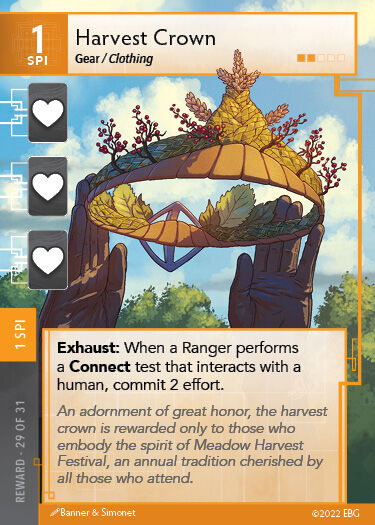 1
SPI
Harvest Crown
Gear / Clothing
1 SPI
Exhaust: When a Ranger performs
a Connect test that interacts with a
human, commit 2 effort.
An adornment of great honor, the harvest
crown is rewarded only to those who
embody the spirit of Meadow Harvest
Festival, an annual tradition cherished by
all those who attend.
REWARD - 29 OF 31
Banner & Simonet
©2022 EBG